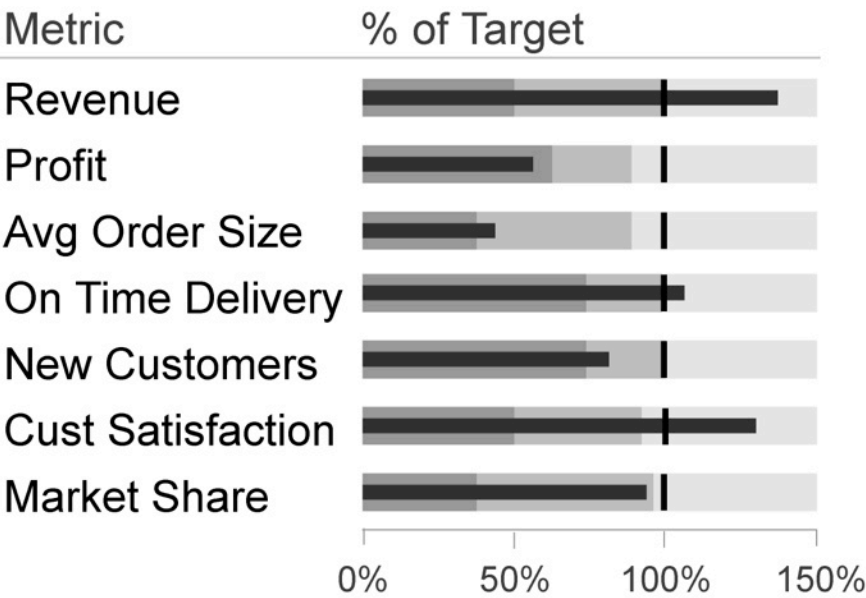 Metric % of Target
Revenue
Profit
Avg Order Size
On Time Delivery
New Customers
Cust Satisfaction
Market Share
0% 50% 100% 150%